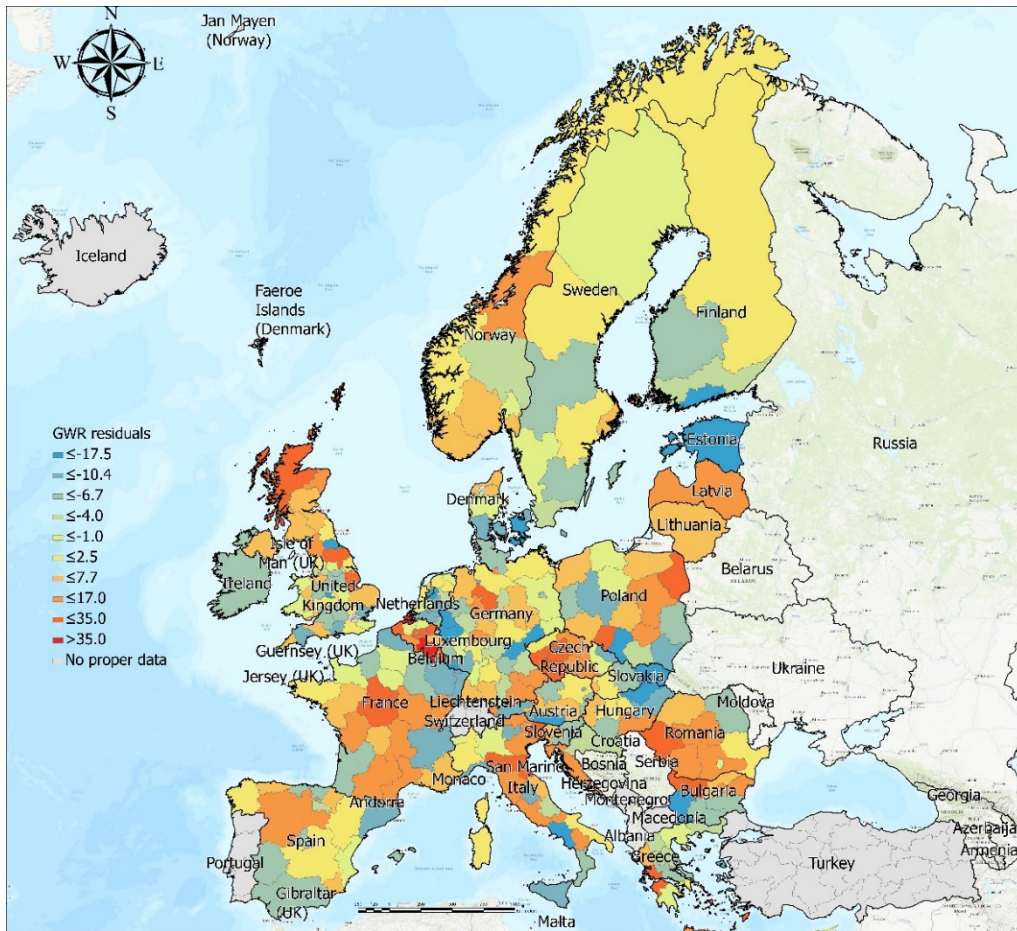 Jan Mayen
(Norway)
N
W
E
S
Iceland
Faeroe
Islands
(Denmark)
Sweden
Finland
Norway
GWR residuals
≤-17.5
≤-10.4
≤-6.7
≤-4.0
≤-1.0
≤2.5
≤7.7
≤17.0
≤35.0
>35.0
No proper data
Estonia
Russia
Latvia
Denmark
Lithuania
Isle of
Man (UK)
Belarus
Ireland
United
Kingdom
Netherlands
Poland
Germany
Luxembourg
Guernsey (UK)
Belgium
Czech
Republic
Ukraine
Jersey (UK)
Slovakia
Moldova
France
Liechtenstein
Austria
Hungary
Switzerland
Slovenia
Romania
Croatia
San Marino
Bosnia
Serbia
Monaco
Italy
Herzegovina
Bulgaria
Andorra
Montenegro
Georgia
Macedonia
Spain
Albania
Azerbaija
Armenia
Portugal
Greece
Turkey
Gibraltar
(UK)
Malta